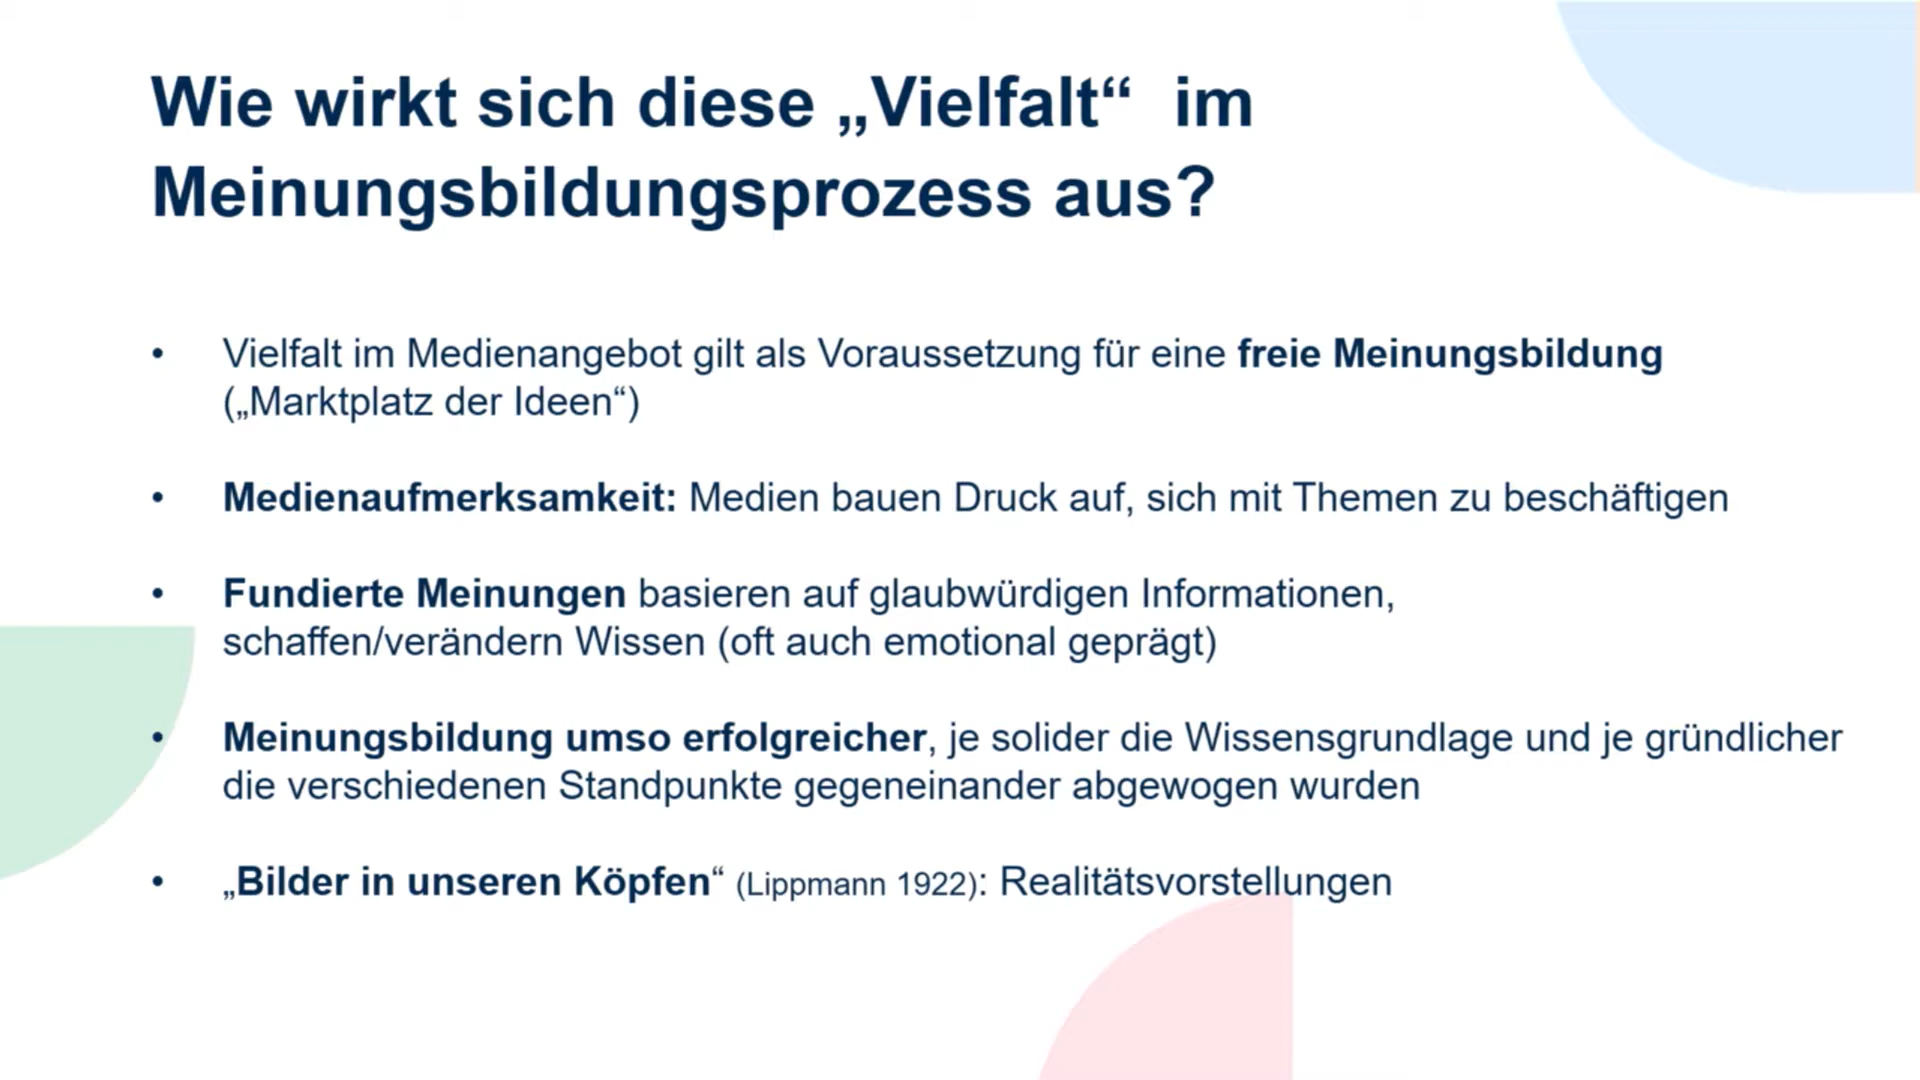 Wie wirkt sich diese „Vielfalt“  im
Meinungsbildungsprozess aus?
• Vielfalt im Medienangebot gilt als Voraussetzung für eine freie Meinungsbildung
(„Marktplatz der Ideen“)
• Medienaufmerksamkeit: Medien bauen Druck auf, sich mit Themen zu beschäftigen
• Fundierte Meinungen basieren auf glaubwürdigen Informationen,
schaffen/verändern Wissen (oft auch emotional geprägt)
• Meinungsbildung umso erfolgreicher, je solider die Wissensgrundlage und je gründlicher
die verschiedenen Standpunkte gegeneinander abgewogen wurden
• „Bilder in unseren Köpfen“ (Lippmann 1922): Realitätsvorstellungen